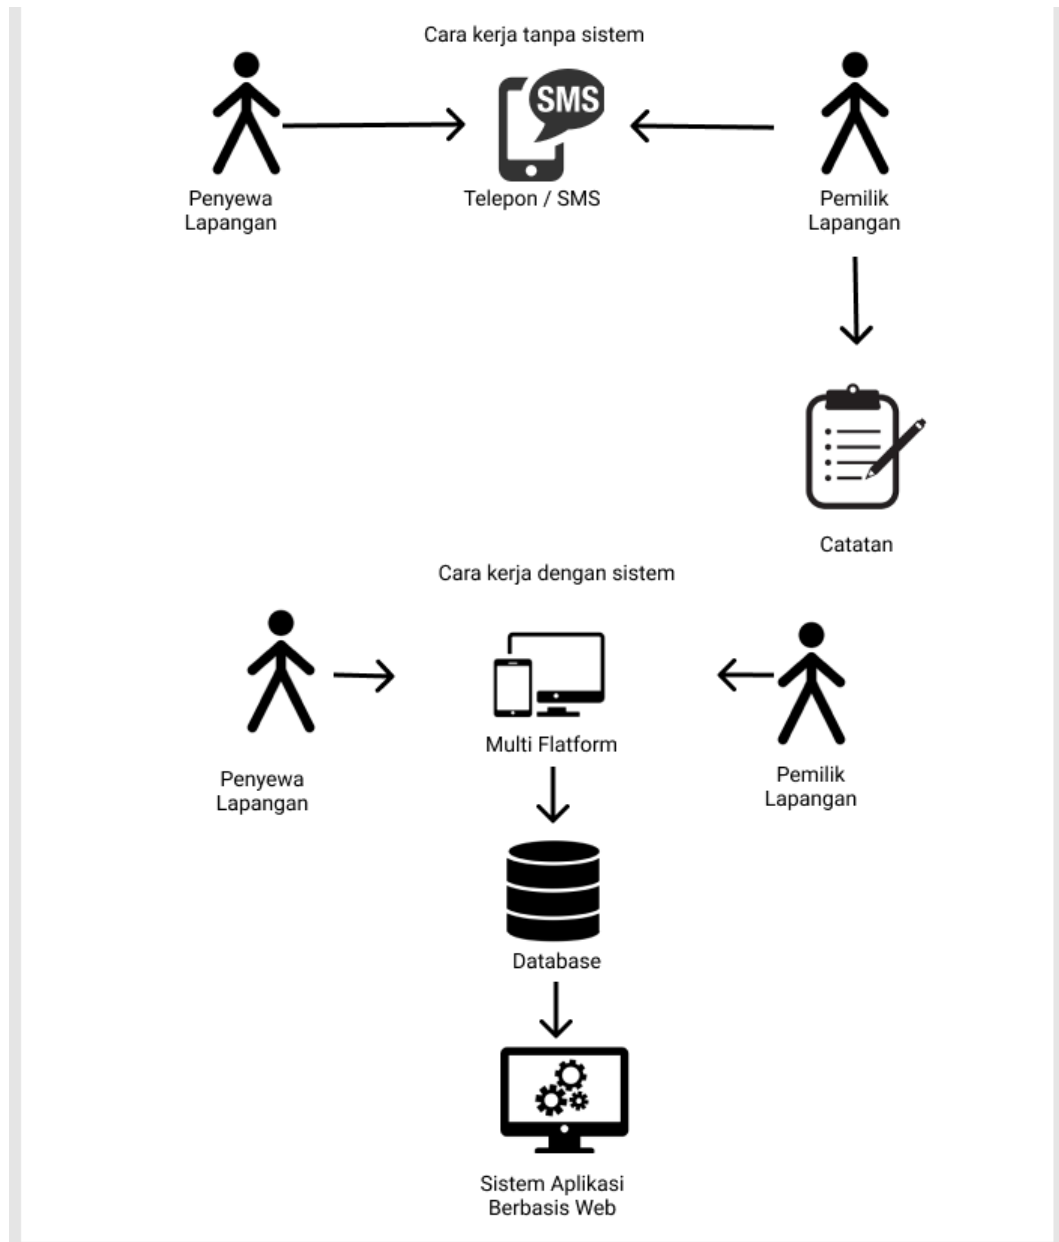 Cara kerja tanpa sistem
SMS
Penyewa
Lapangan
Telepon / SMS
Pemilik
Lapangan
Catatan
Cara kerja dengan sistem
Penyewa
Lapangan
Multi Flatform
Pemilik
Lapangan
Database
Sistem Aplikasi
Berbasis Web